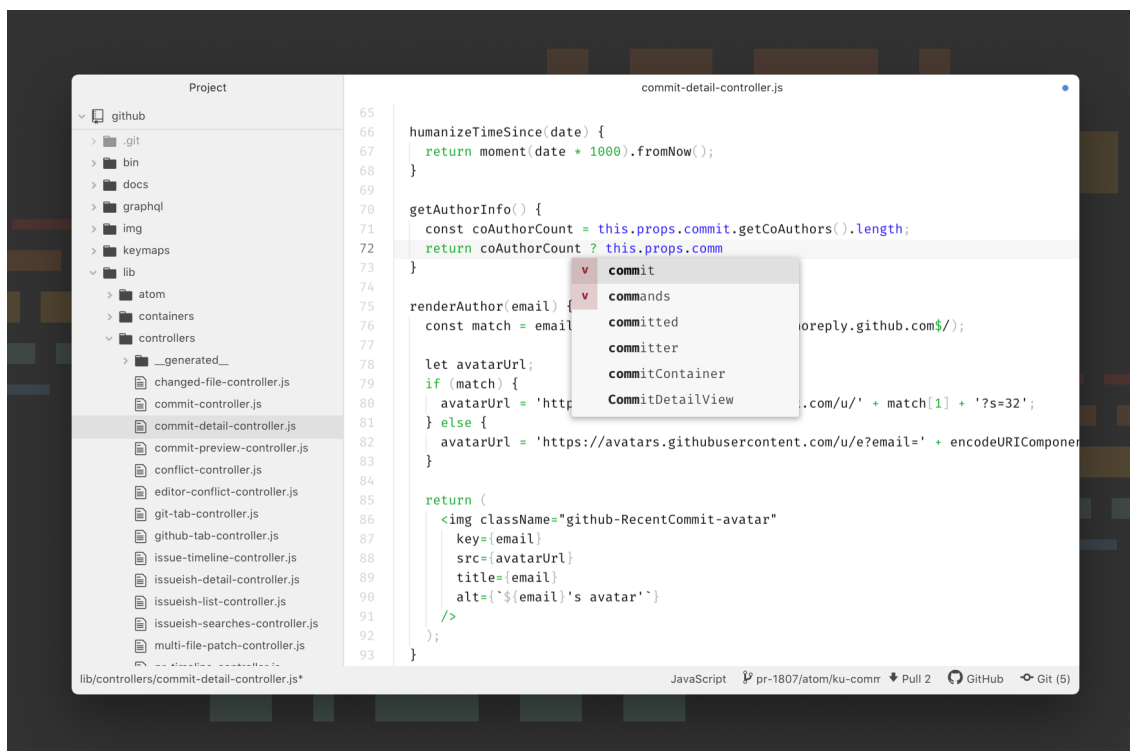 Project
commit-detail-controller.js
github
.git
bin
docs
graphql
img
keymaps
lib
atom
containers
controllers
__generated__
changed-file-controller.js
commit-controller.js
commit-detail-controller.js
commit-preview-controller.js
conflict-controller.js
editor-conflict-controller.js
git-tab-controller.js
github-tab-controller.js
issue-timeline-controller.js
issueish-detail-controller.js
issueish-list-controller.js
issueish-searches-controller.js
multi-file-patch-controller.js
65
66 humanizeTimeSince(date) {
67 return moment(date * 1000).fromNow();
68 }
69
70 getAuthorInfo() {
71 const coAuthorCount = this.props.commit.getCoAuthors().length;
72 return coAuthorCount ? this.props.comm
73 }
74
75 renderAuthor(email) {
76 const match = email noreply.github.com$/);
77
78 let avatarUrl;
79 if (match) {
80 avatarUrl = 'http .com/u/' + match[1] + '?s=32';
81 } else {
82 avatarUrl = 'https://avatars.githubusercontent.com/u/e?email=' + encodeURIComponen
83 }
84
85 return (
86 <img className="github-RecentCommit-avatar"
87 key={email}
88 src={avatarUrl}
89 title={email}
90 alt={`${email}'s avatar'`}
91 />
92 );
93 }
v commit
v commands
committed
committer
commitContainer
CommitDetailView
lib/controllers/commit-detail-controller.js*
JavaScript pr-1807/atom/ku-comm Pull 2 GitHub Git (5)